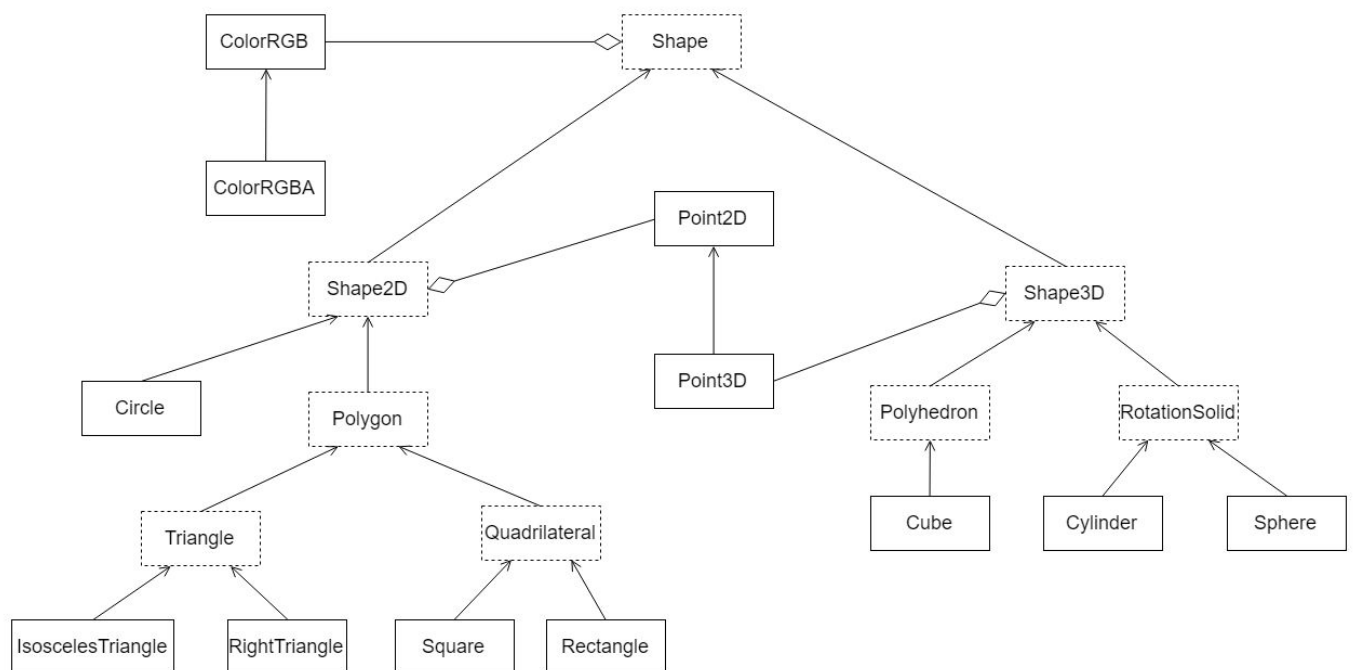 ColorRGB
Shape
ColorRGBA
Point2D
Shape2D
Shape3D
Point3D
Circle
Polygon
Polyhedron
RotationSolid
Triangle
Quadrilateral
Cube
Cylinder
Sphere
IsoscelesTriangle
RightTriangle
Square
Rectangle